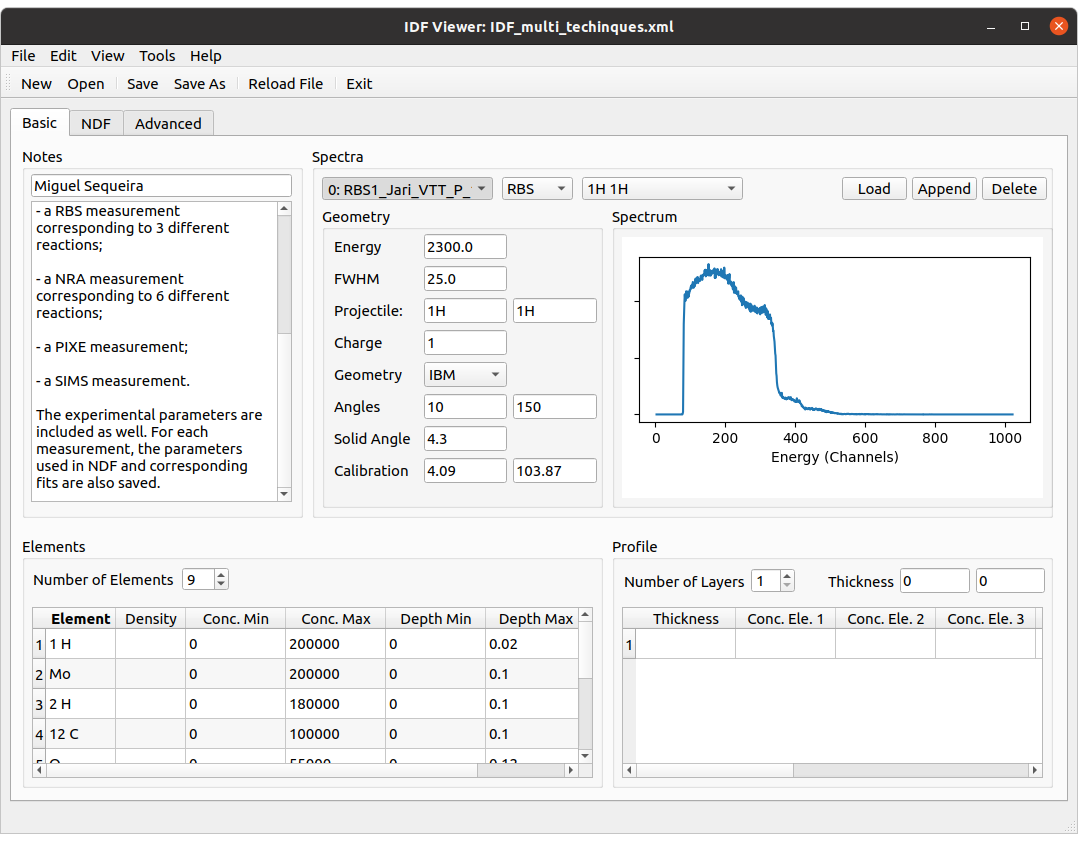 IDF Viewer: IDF_multi_techinques.xml
File Edit View Tools Help
New Open Save Save As Reload File Exit
Basic NDF Advanced
Notes
Miguel Sequeira
- a RBS measurement
corresponding to 3 different
reactions;
- a NRA measurement
corresponding to 6 different
reactions;
- a PIXE measurement;
- a SIMS measurement.
The experimental parameters are
included as well. For each
measurement, the parameters
used in NDF and corresponding
fits are also saved.
Spectra
0: RBS1_Jari_VTT_P_ RBS 1H 1H Load Append Delete
Geometry
Energy 2300.0
FWHM 25.0
Projectile: 1H 1H
Charge 1
Geometry IBM
Angles 10 150
Solid Angle 4.3
Calibration 4.09 103.87
Spectrum
0 200 400 600 800 1000
Energy (Channels)
Elements
Number of Elements 9
Element Density Conc. Min Conc. Max Depth Min Depth Max
1 1 H 0 200000 0 0.02
2 Mo 0 200000 0 0.1
3 2 H 0 180000 0 0.1
4 12 C 0 100000 0 0.1
Profile
Number of Layers 1 Thickness 0 0
Thickness Conc. Ele. 1 Conc. Ele. 2 Conc. Ele. 3
1